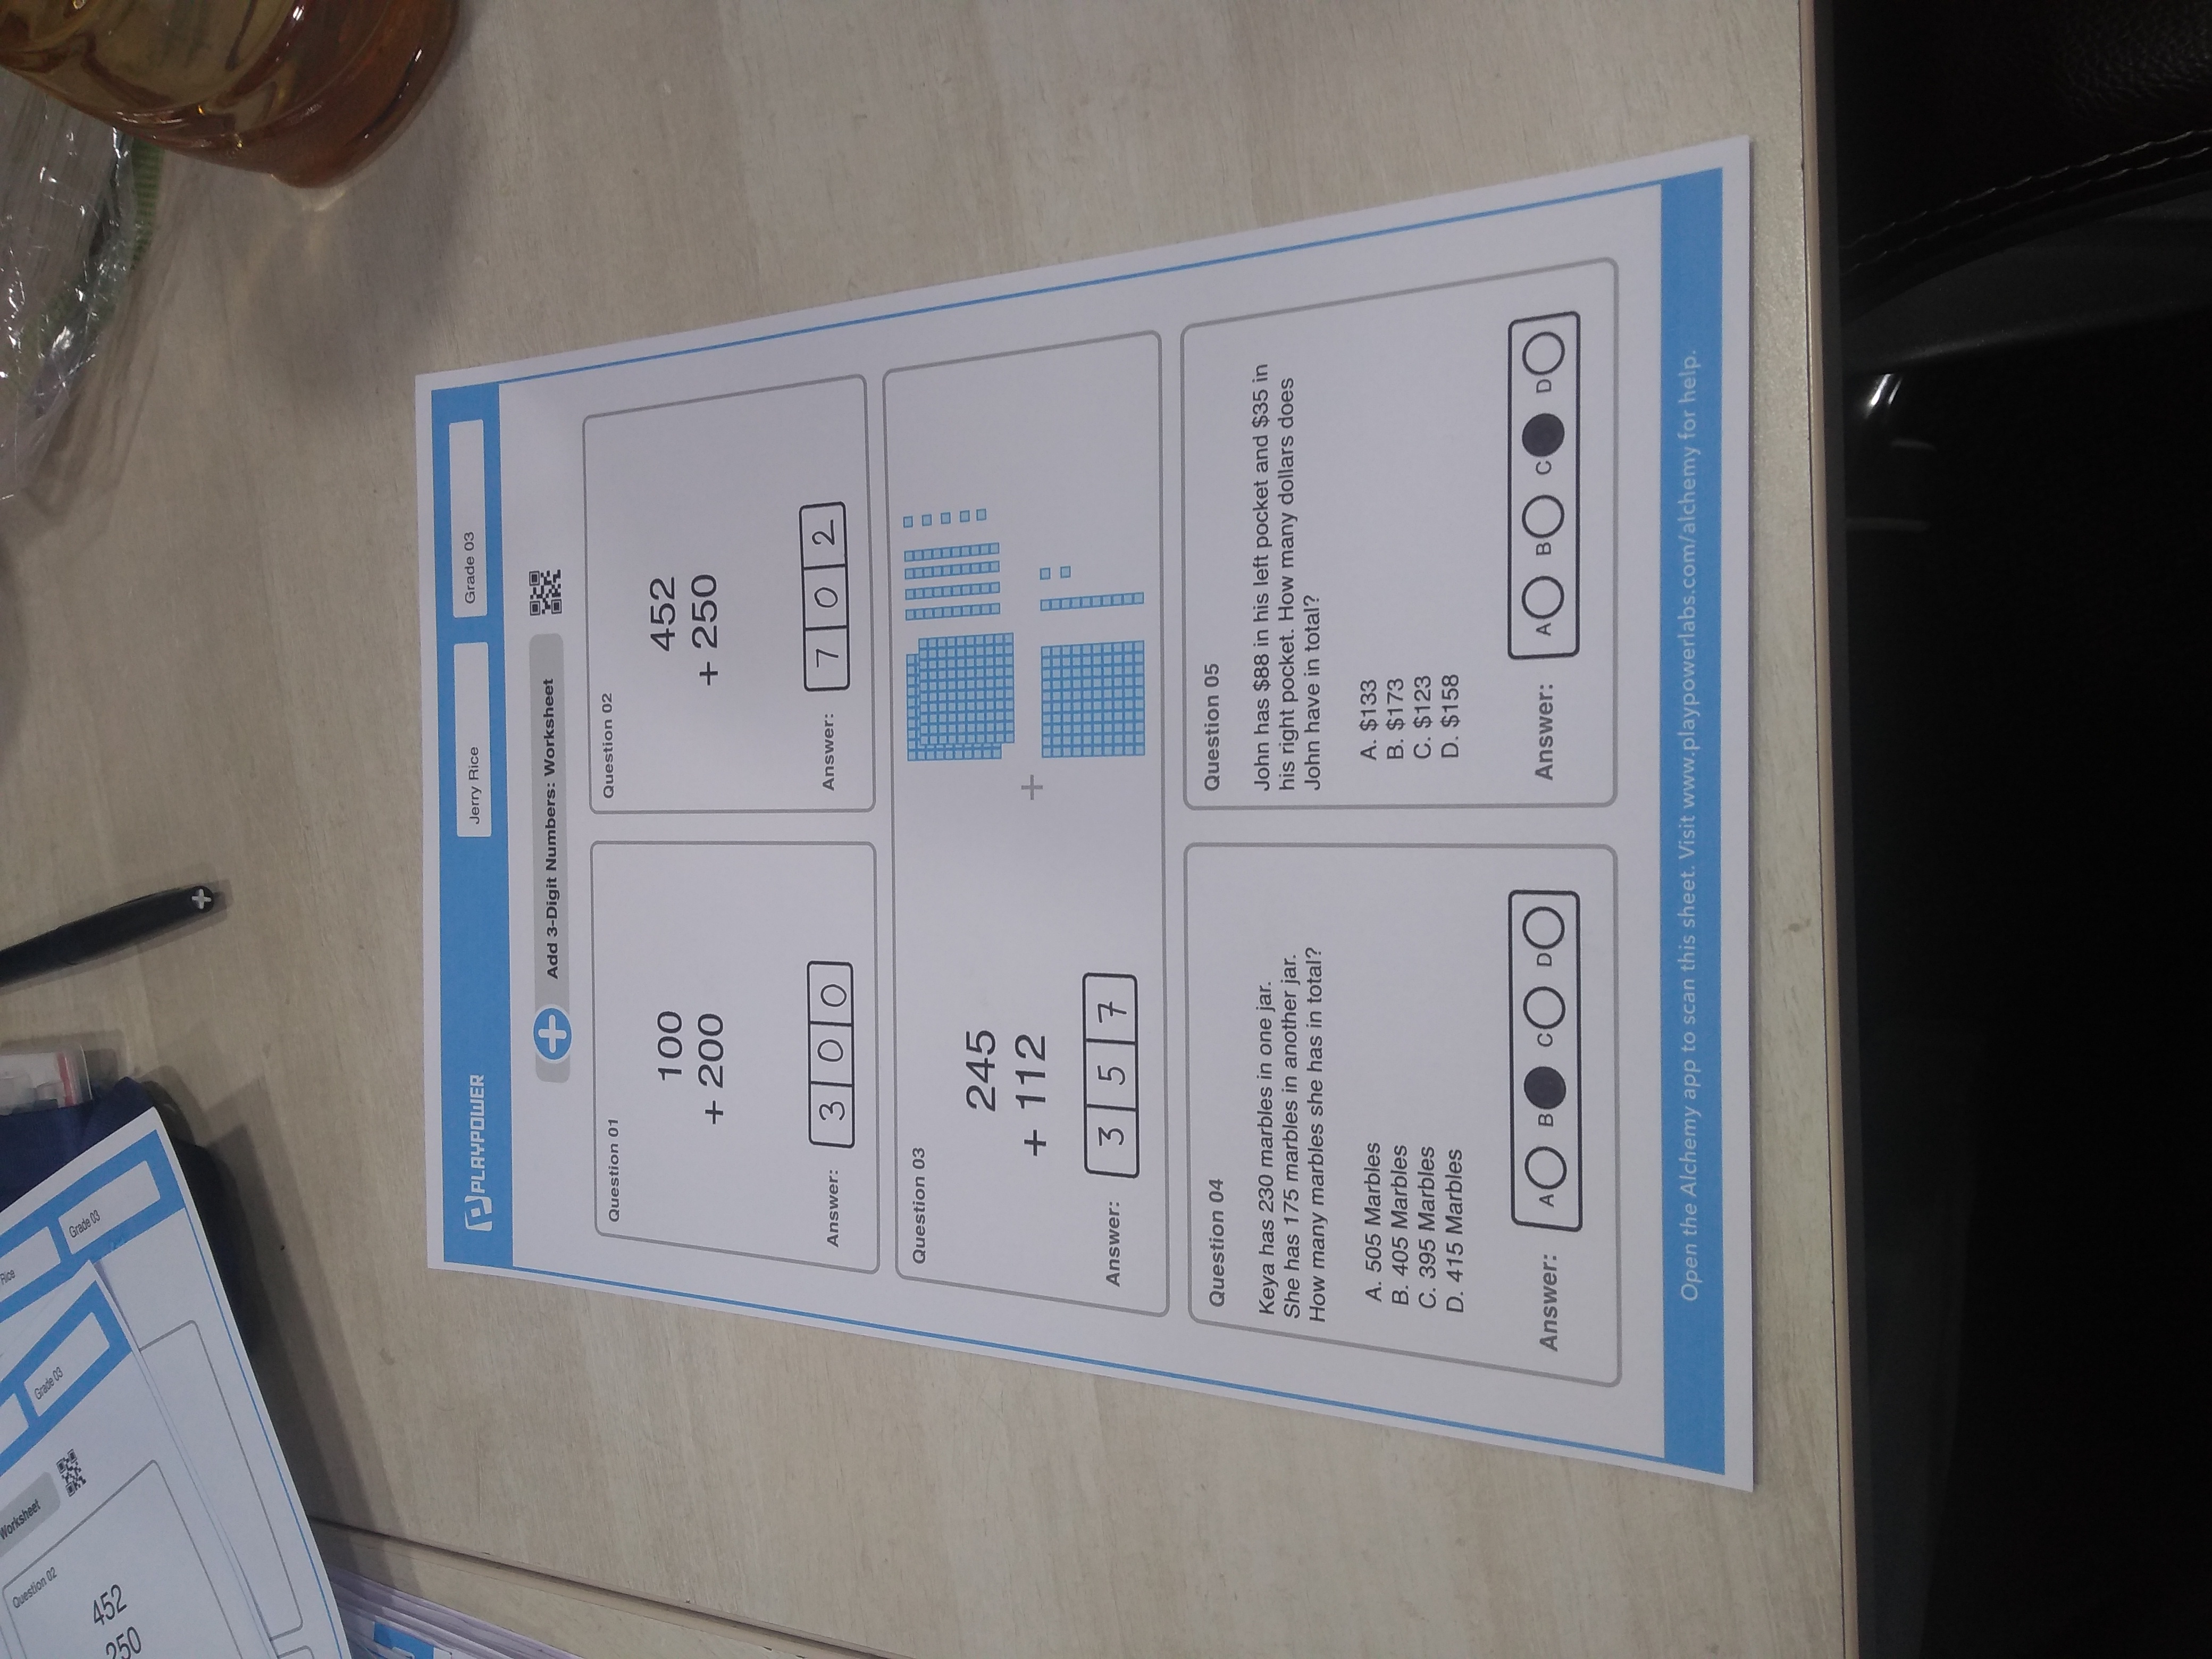 Question 02
Worksheet
Grade 03
Rice
Grade 03
452
250
PLAYPOWER
Jerry Rice
Grade 03
Add 3-Digit Numbers: Worksheet
Question 01
100
+ 200
Answer: 3 0 0
Question 02
452
+ 250
Answer: 7 0 2
Question 03
245
+ 112
+
Answer: 3 5 7
Question 04
Keya has 230 marbles in one jar.
She has 175 marbles in another jar.
How many marbles she has in total?
A. 505 Marbles
B. 405 Marbles
C. 395 Marbles
D. 415 Marbles
Answer: A B C D
Question 05
John has $88 in his left pocket and $35 in
his right pocket. How many dollars does
John have in total?
A. $133
B. $173
C. $123
D. $158
Answer: A B C D
Open the Alchemy app to scan this sheet. Visit www.playpowerlabs.com/alchemy for help.